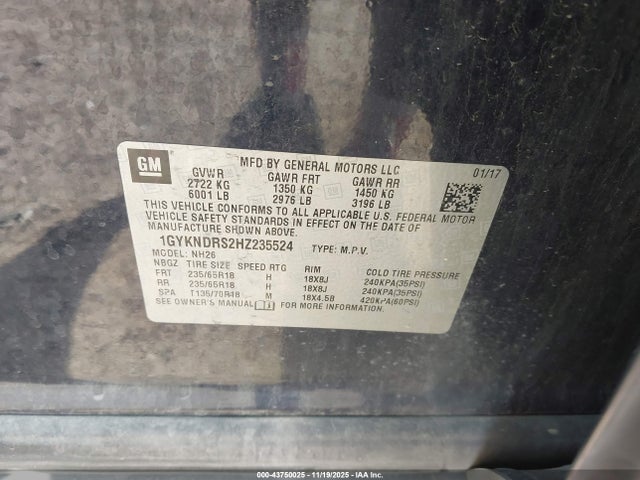 GM
MFD BY GENERAL MOTORS LLC
01/17
GVWR GAWR FRT GAWR RR
2722 KG 1350 KG 1450 KG
6001 LB 2976 LB 3196 LB
THIS VEHICLE CONFORMS TO ALL APPLICABLE U.S. FEDERAL MOTOR
VEHICLE SAFETY STANDARDS IN EFFECT ON THE DATE OF
MANUFACTURE SHOWN ABOVE.
1GYKNDRS2HZ235524 TYPE: M.P.V.
MODEL: NH26
NBGZ TIRE SIZE SPEED RTG RIM COLD TIRE PRESSURE
FRT 235/65R18 H 18X8J 240KPA(35PSI)
RR 235/65R18 H 18X8J 240KPA(35PSI)
SPA T135/70R18 M 18X4.5B 420KPA(60PSI)
SEE OWNER'S MANUAL FOR ADDITIONAL INFORMATION.
000-43750025 | 11/19/2025 | IAA Inc.